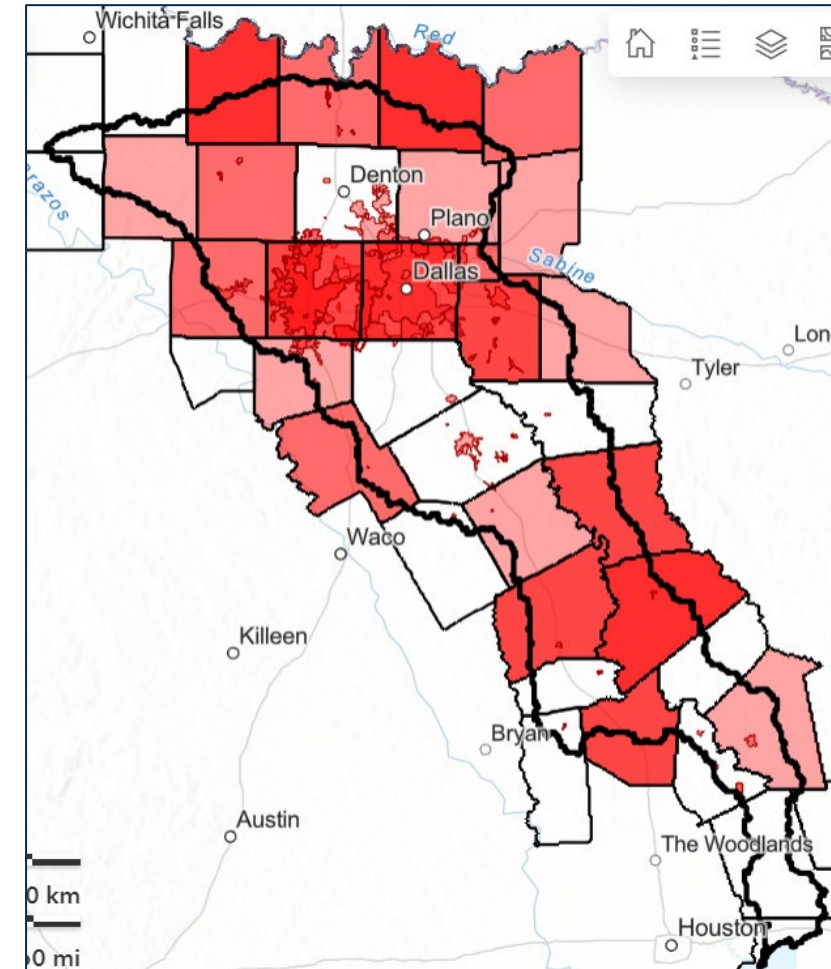 Wichita Falls
Red
Denton
Plano
Dallas
Sabine
Lon
Tyler
Waco
Killeen
Bryan
Austin
The Woodlands
0 km
Houston
0 mi